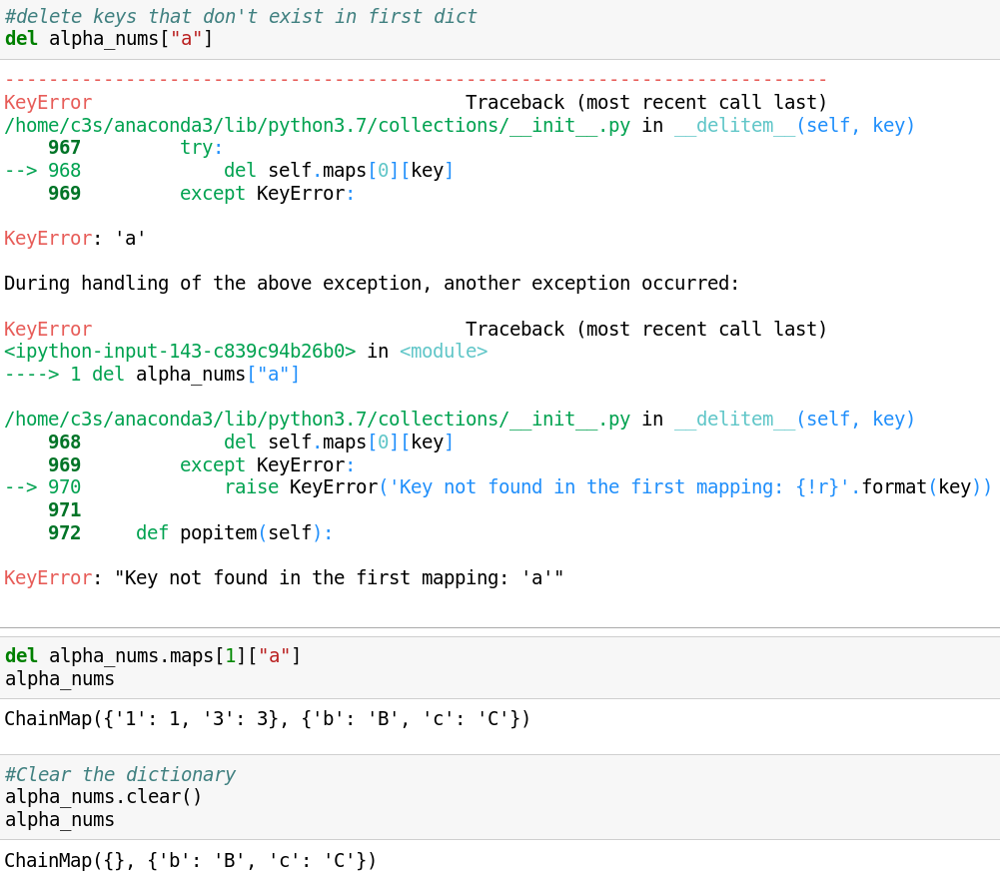 #delete keys that don't exist in first dict
del alpha_nums["a"]
---------------------------------------------------------------------------
KeyError                                  Traceback (most recent call last)
/home/c3s/anaconda3/lib/python3.7/collections/__init__.py in __delitem__(self, key)
    967         try:
--> 968             del self.maps[0][key]
    969         except KeyError:

KeyError: 'a'

During handling of the above exception, another exception occurred:

KeyError                                  Traceback (most recent call last)
<ipython-input-143-c839c94b26b0> in <module>
----> 1 del alpha_nums["a"]

/home/c3s/anaconda3/lib/python3.7/collections/__init__.py in __delitem__(self, key)
    968             del self.maps[0][key]
    969         except KeyError:
--> 970             raise KeyError('Key not found in the first mapping: {!r}'.format(key))
    971
    972     def popitem(self):

KeyError: "Key not found in the first mapping: 'a'"

del alpha_nums.maps[1]["a"]
alpha_nums
ChainMap({'1': 1, '3': 3}, {'b': 'B', 'c': 'C'})
#Clear the dictionary
alpha_nums.clear()
alpha_nums
ChainMap({}, {'b': 'B', 'c': 'C'})